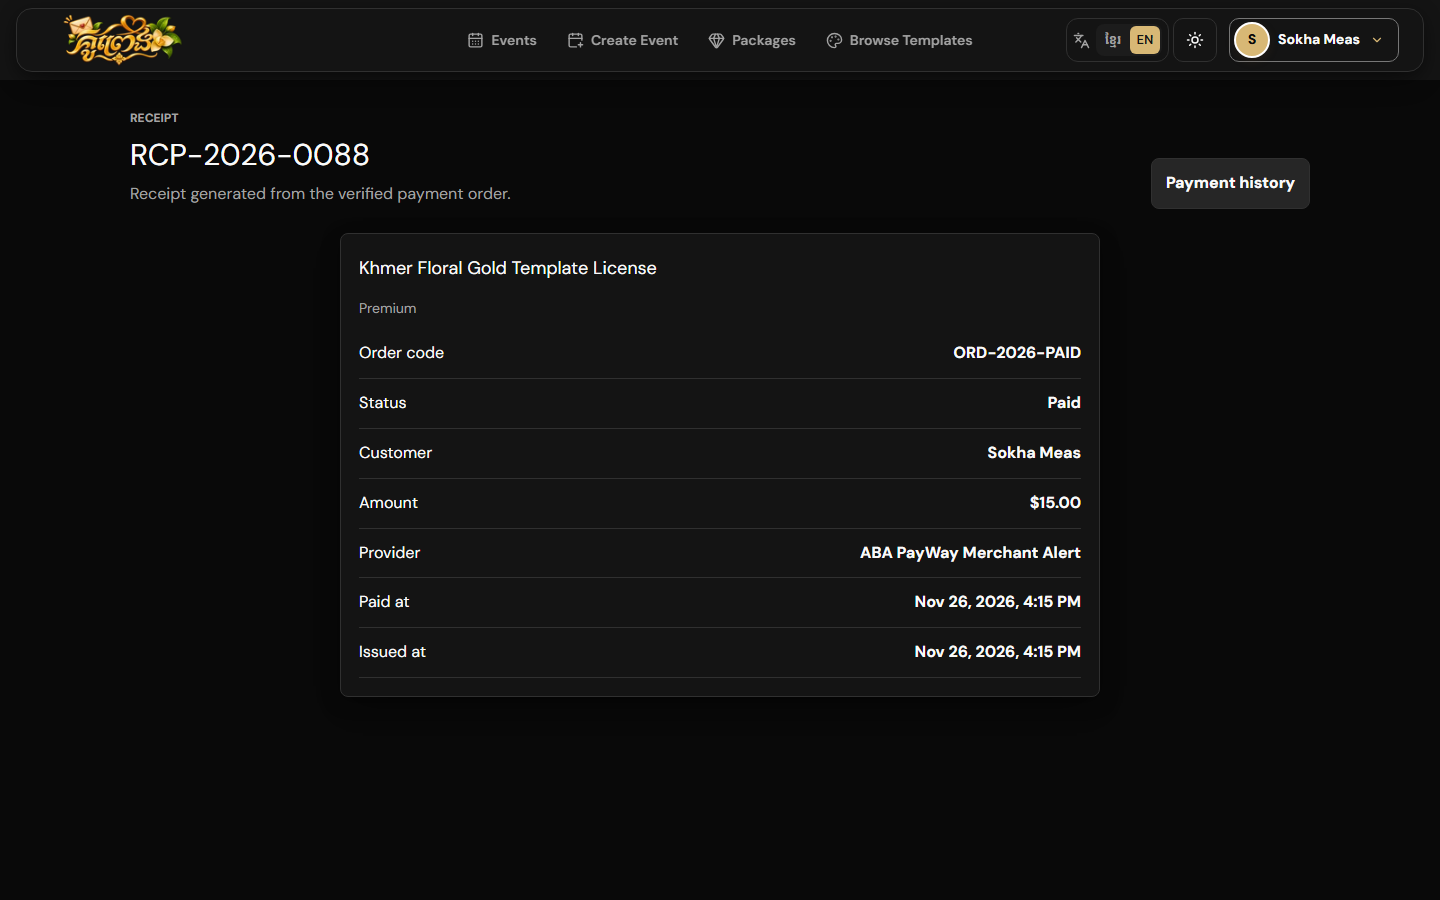 Events
Create Event
Packages
Browse Templates
ខ្មែរ
EN
S
Sokha Meas
RECEIPT
RCP-2026-0088
Receipt generated from the verified payment order.
Payment history
Khmer Floral Gold Template License
Premium
Order code ORD-2026-PAID
Status Paid
Customer Sokha Meas
Amount $15.00
Provider ABA PayWay Merchant Alert
Paid at Nov 26, 2026, 4:15 PM
Issued at Nov 26, 2026, 4:15 PM